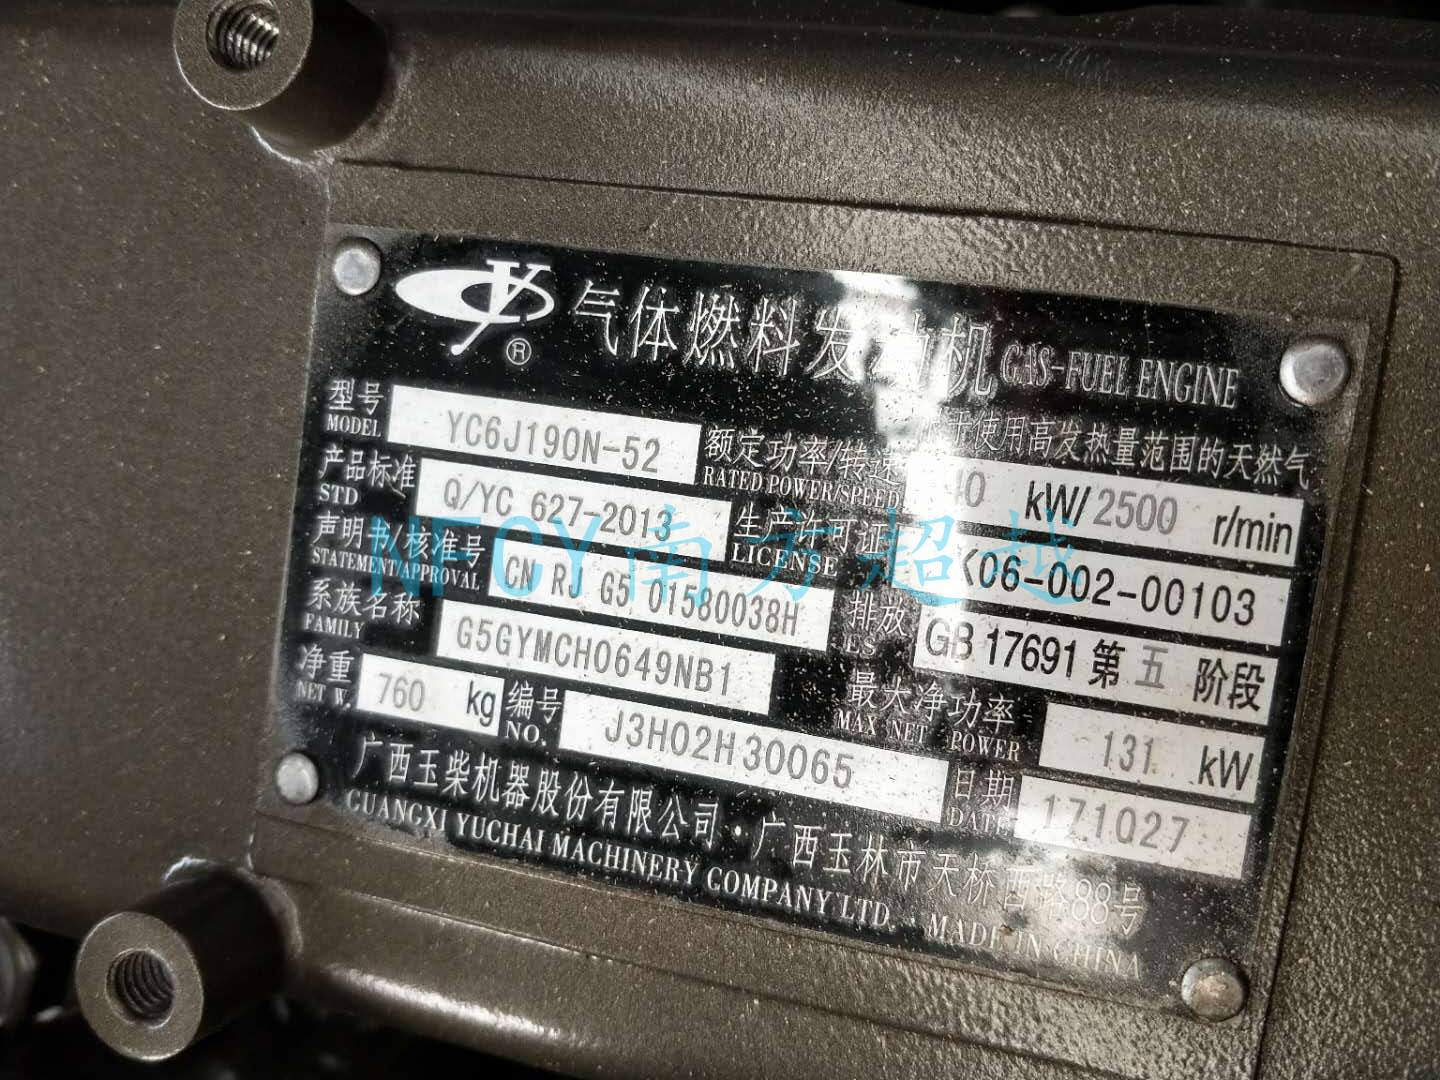 气体燃料发动机 GAS-FUEL ENGINE
使用高发热量范围的天然气
型号 MODEL YC6J190N-52
额定功率/转速 RATED POWER/SPEED 40 kW/2500 r/min
产品标准 STD Q/YC 627-2013
生产许可证 LICENSE K06-002-00103
声明书/核准号 STATEMENT/APPROVAL CN RJ G5 01580038H
排放 ES GB 17691 第五阶段
系族名称 FAMILY G5GYMCH0649NB1
最大净功率 MAX NET POWER 131 kW
净重 NET W. 760 kg
编号 NO. J3H02H30065
日期 DATE 171027
广西玉柴机器股份有限公司·广西玉林市天桥西路88号
GUANGXI YUCHAI MACHINERY COMPANY LTD. · MADE IN CHINA
NFCY南方超越